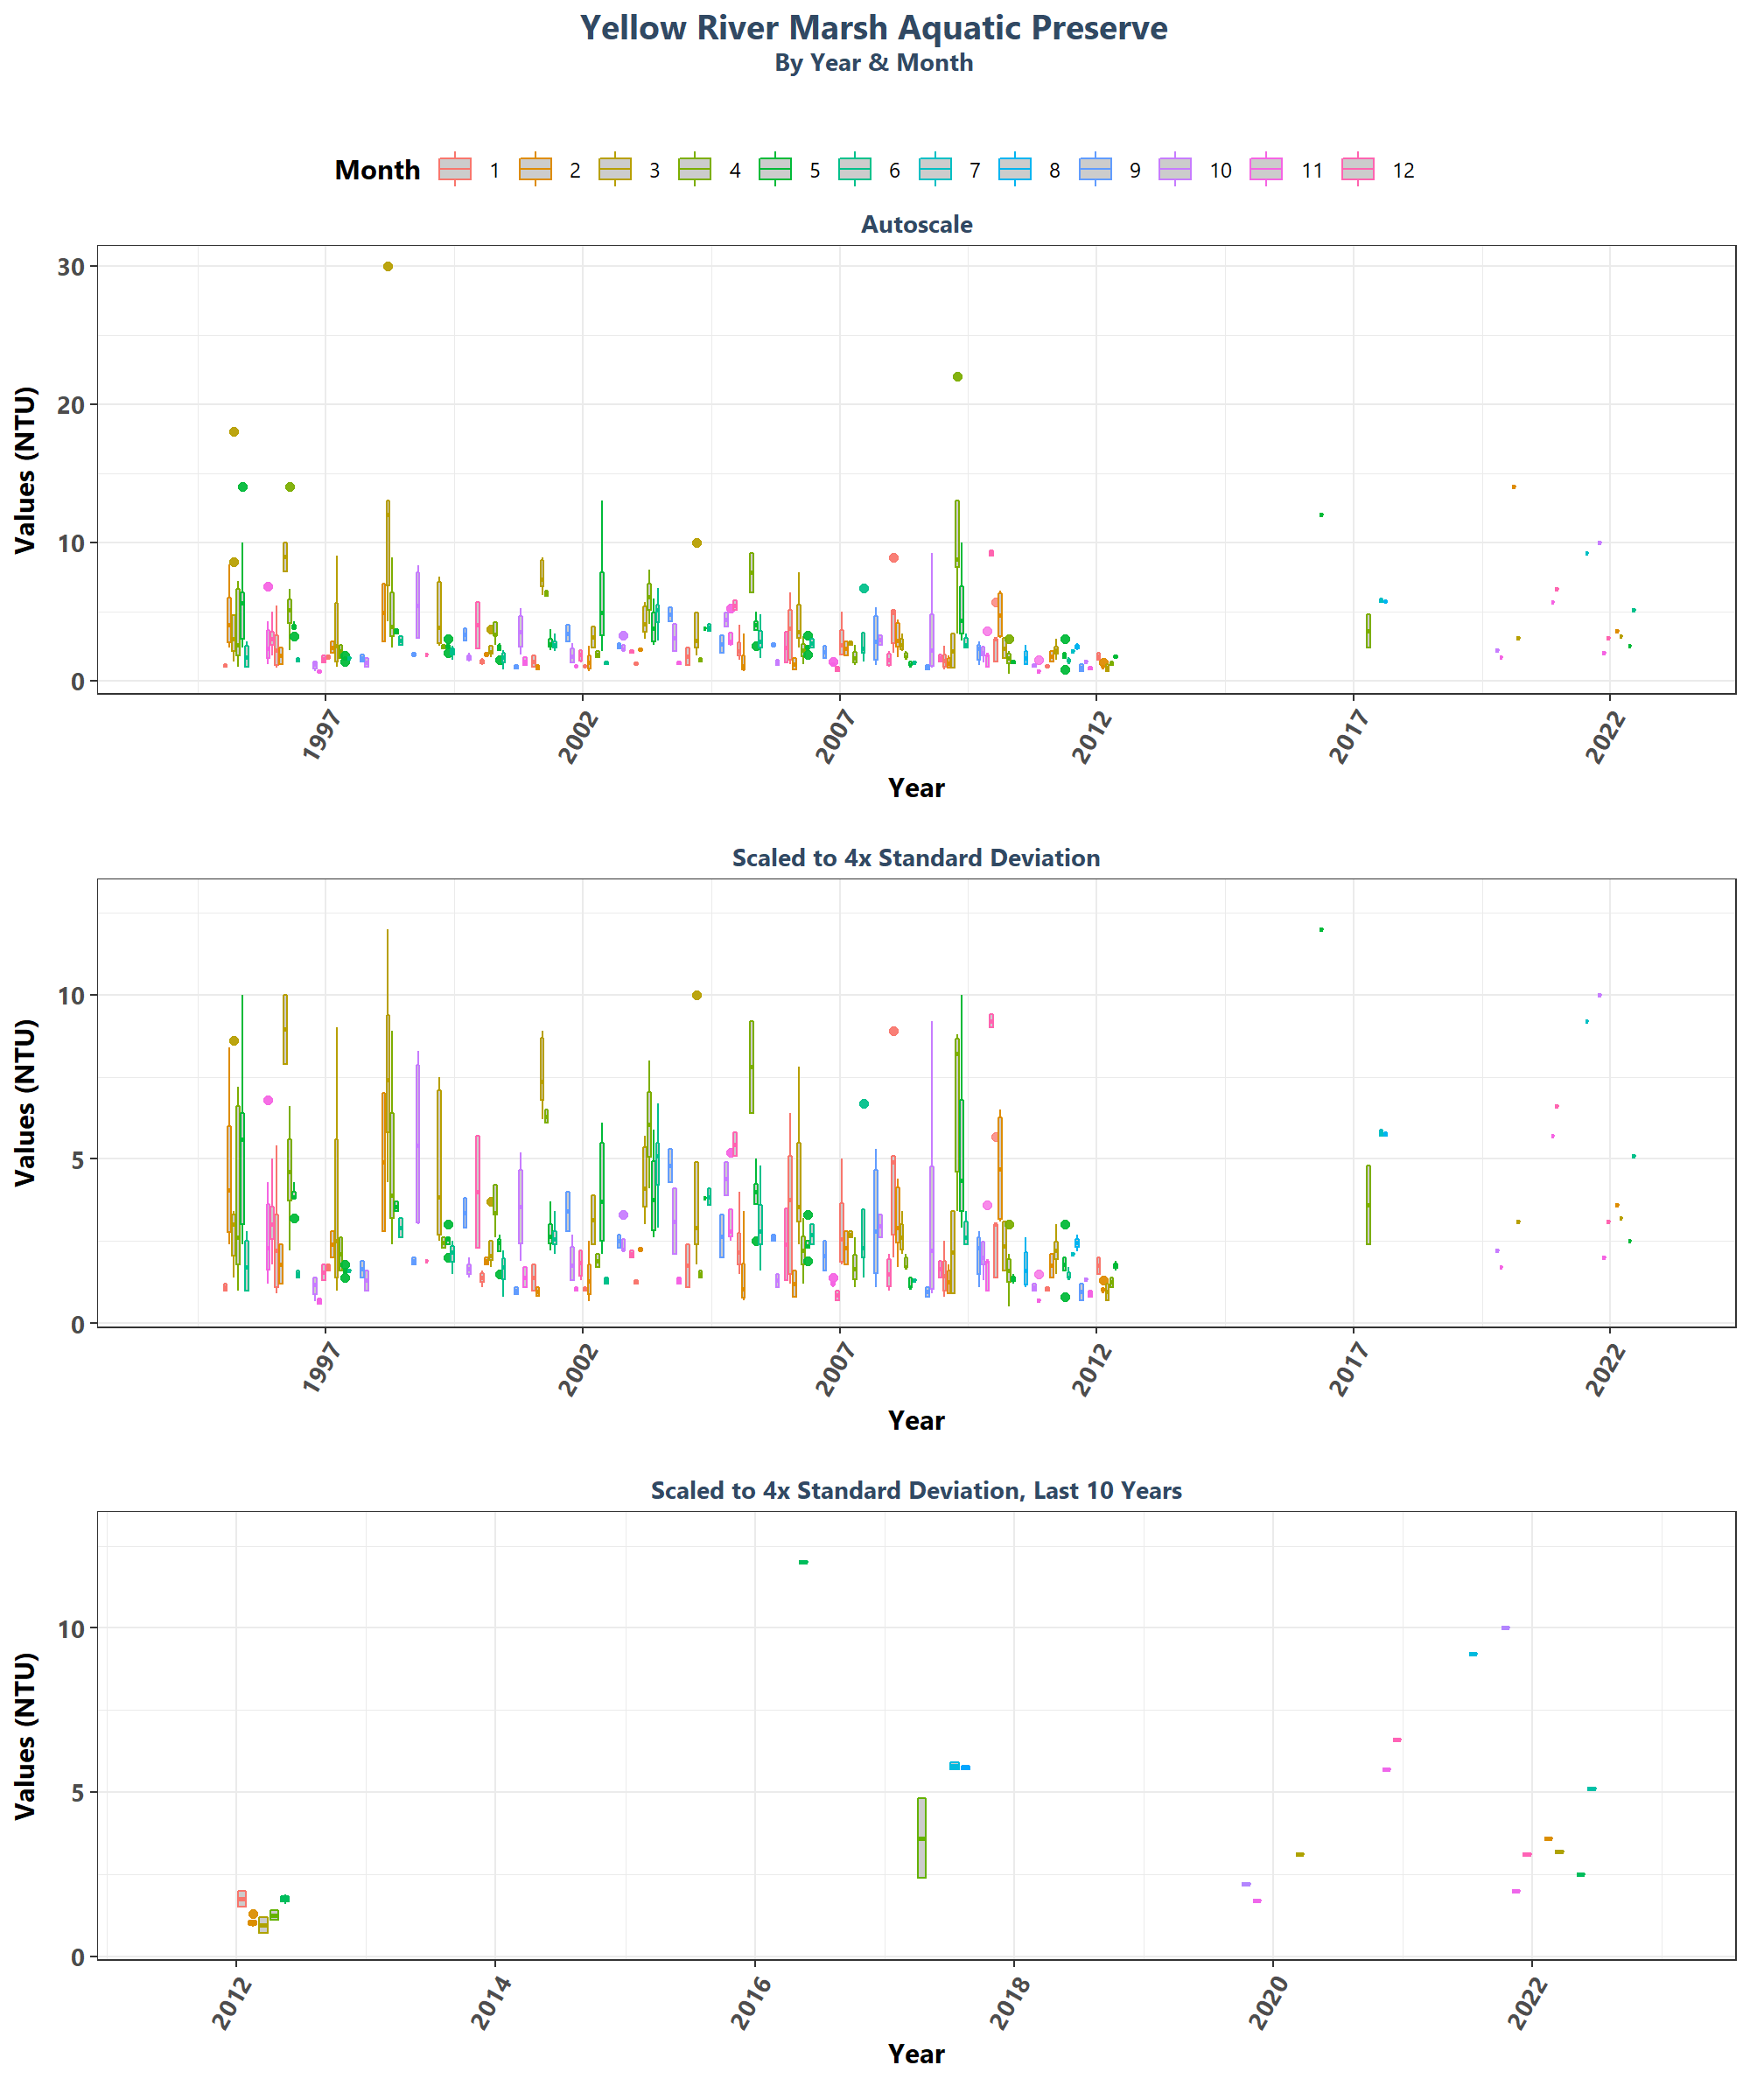 Yellow River Marsh Aquatic Preserve
By Year & Month
Month 1 2 3 4 5 6 7 8 9 10 11 12
Autoscale
Values (NTU)
30
20
10
0
1997 2002 2007 2012 2017 2022
Year
Scaled to 4x Standard Deviation
Values (NTU)
10
5
0
1997 2002 2007 2012 2017 2022
Year
Scaled to 4x Standard Deviation, Last 10 Years
Values (NTU)
10
5
0
2012 2014 2016 2018 2020 2022
Year